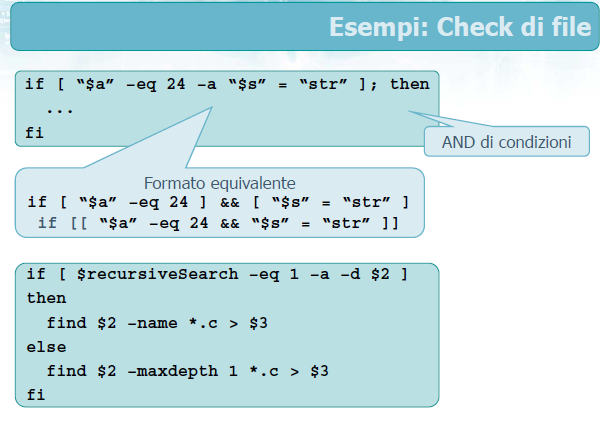 Esempi: Check di file
if [ “$a” –eq 24 –a “$s” = “str” ]; then
...
fi
AND di condizioni
Formato equivalente
if [ “$a” –eq 24 ] && [ “$s” = “str” ]
if [[ “$a” –eq 24 && “$s” = “str” ]]
if [ $recursiveSearch -eq 1 -a -d $2 ]
then
find $2 –name *.c > $3
else
find $2 –maxdepth 1 *.c > $3
fi